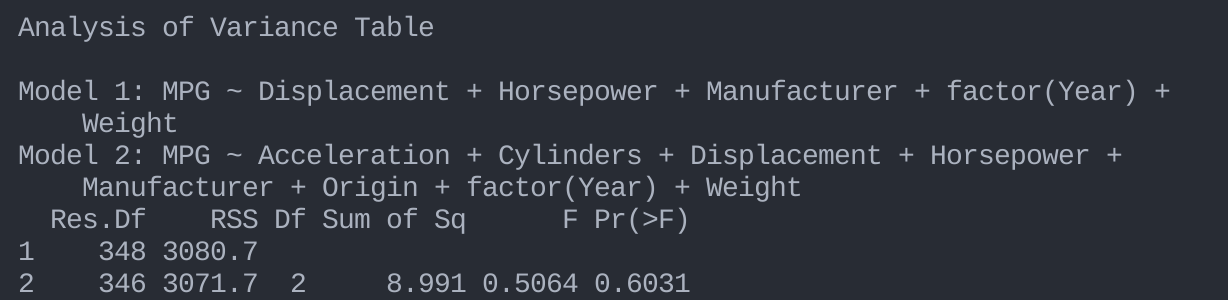 Analysis of Variance Table

Model 1: MPG ~ Displacement + Horsepower + Manufacturer + factor(Year) +
    Weight
Model 2: MPG ~ Acceleration + Cylinders + Displacement + Horsepower +
    Manufacturer + Origin + factor(Year) + Weight
  Res.Df    RSS Df Sum of Sq      F Pr(>F)
1    348 3080.7
2    346 3071.7  2     8.991 0.5064 0.6031